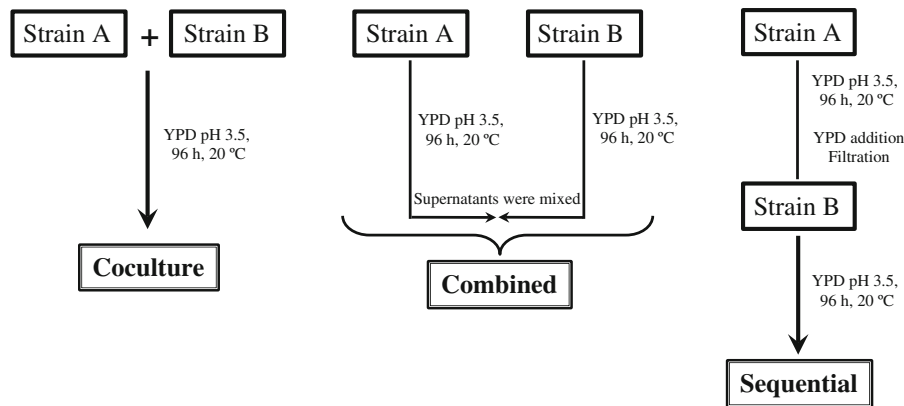 Strain A + Strain B
YPD pH 3.5,
96 h, 20 ºC
Coculture
Strain A
Strain B
YPD pH 3.5,
96 h, 20 ºC
YPD pH 3.5,
96 h, 20 ºC
Supernatants were mixed
Combined
Strain A
YPD pH 3.5,
96 h, 20 ºC
YPD addition
Filtration
Strain B
YPD pH 3.5,
96 h, 20 ºC
Sequential